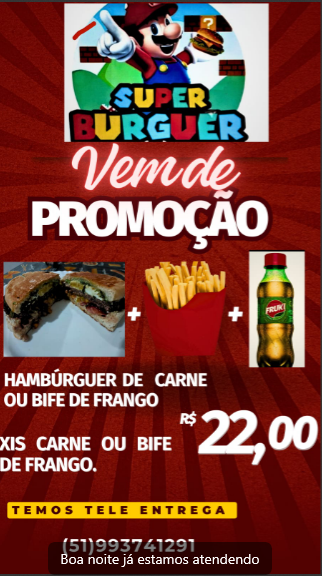 SUPER
BURGUER
Vem de
PROMOÇÃO
+
+
FRUKI
HAMBÚRGUER DE CARNE
OU BIFE DE FRANGO
R$ 22,00
XIS CARNE OU BIFE
DE FRANGO.
TEMOS TELE ENTREGA
(51)993741291
Boa noite já estamos atendendo